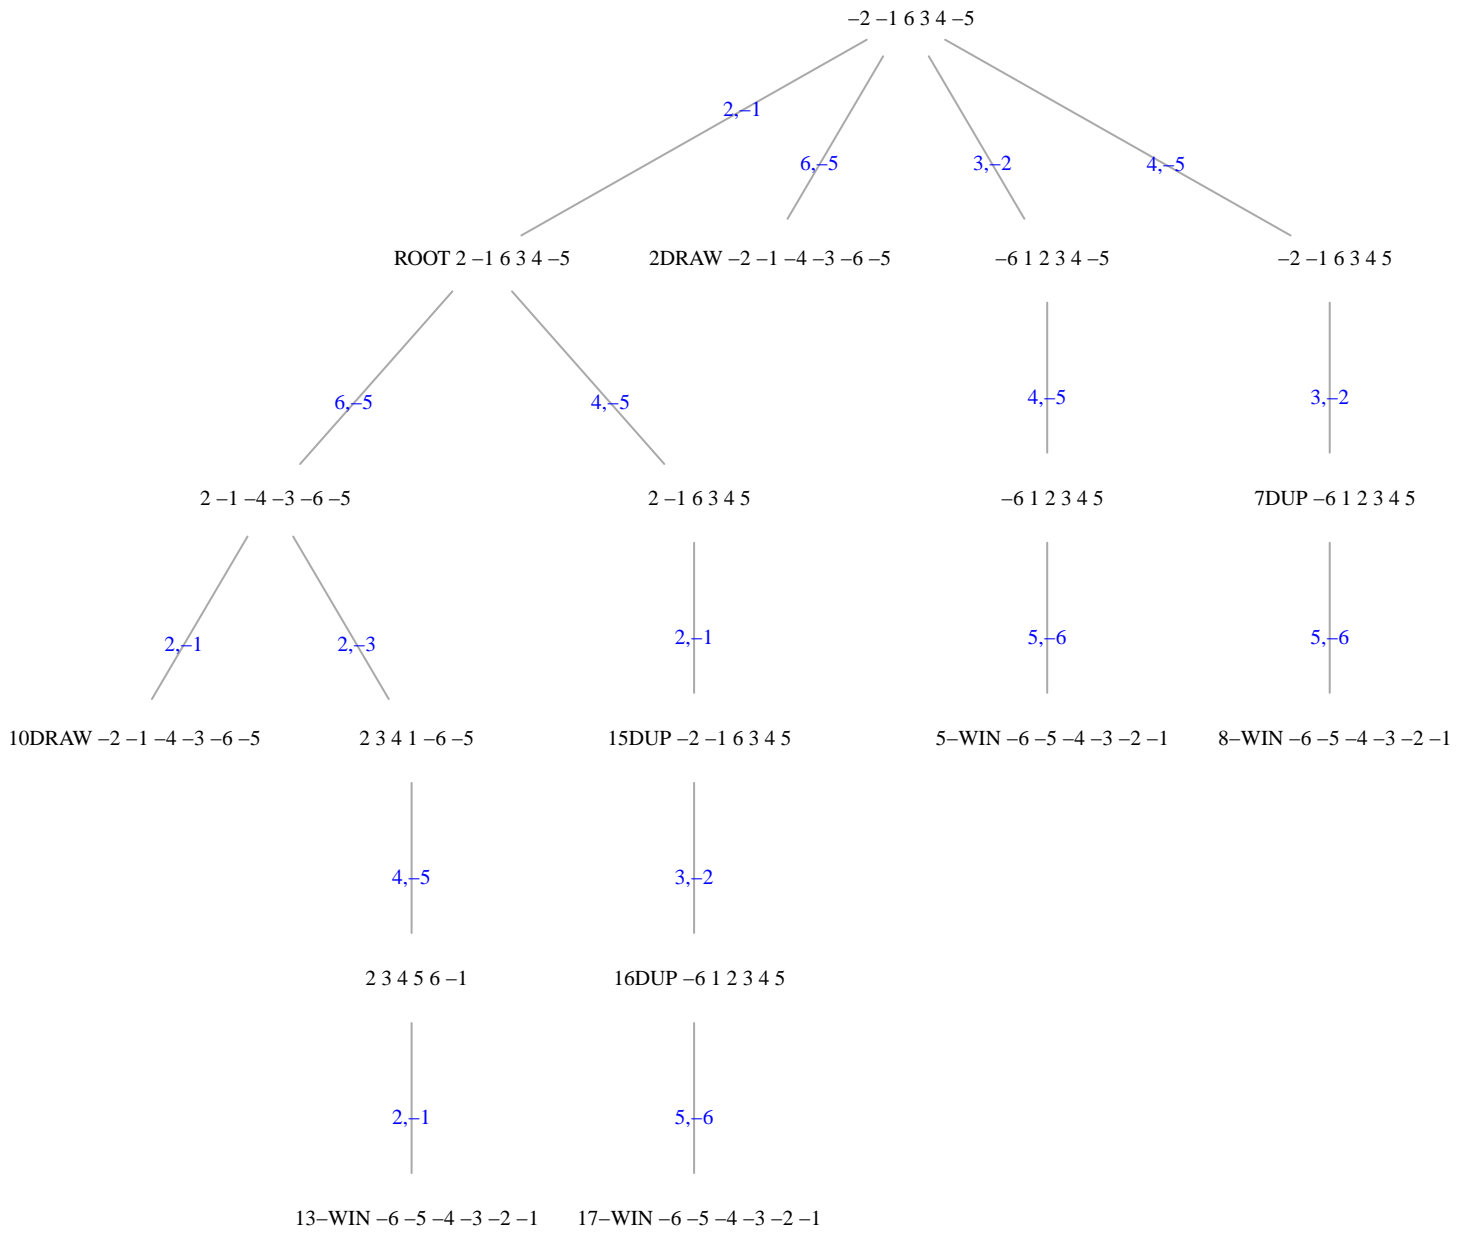 –2 –1 6 3 4 –5
2,–1
6,–5
3,–2
4,–5
ROOT 2 –1 6 3 4 –5
2DRAW –2 –1 –4 –3 –6 –5
–6 1 2 3 4 –5
–2 –1 6 3 4 5
6,–5
4,–5
4,–5
3,–2
2 –1 –4 –3 –6 –5
2 –1 6 3 4 5
–6 1 2 3 4 5
7DUP –6 1 2 3 4 5
2,–1
2,–3
2,–1
5,–6
5,–6
10DRAW –2 –1 –4 –3 –6 –5
2 3 4 1 –6 –5
15DUP –2 –1 6 3 4 5
5–WIN –6 –5 –4 –3 –2 –1
8–WIN –6 –5 –4 –3 –2 –1
4,–5
3,–2
2 3 4 5 6 –1
16DUP –6 1 2 3 4 5
2,–1
5,–6
13–WIN –6 –5 –4 –3 –2 –1
17–WIN –6 –5 –4 –3 –2 –1